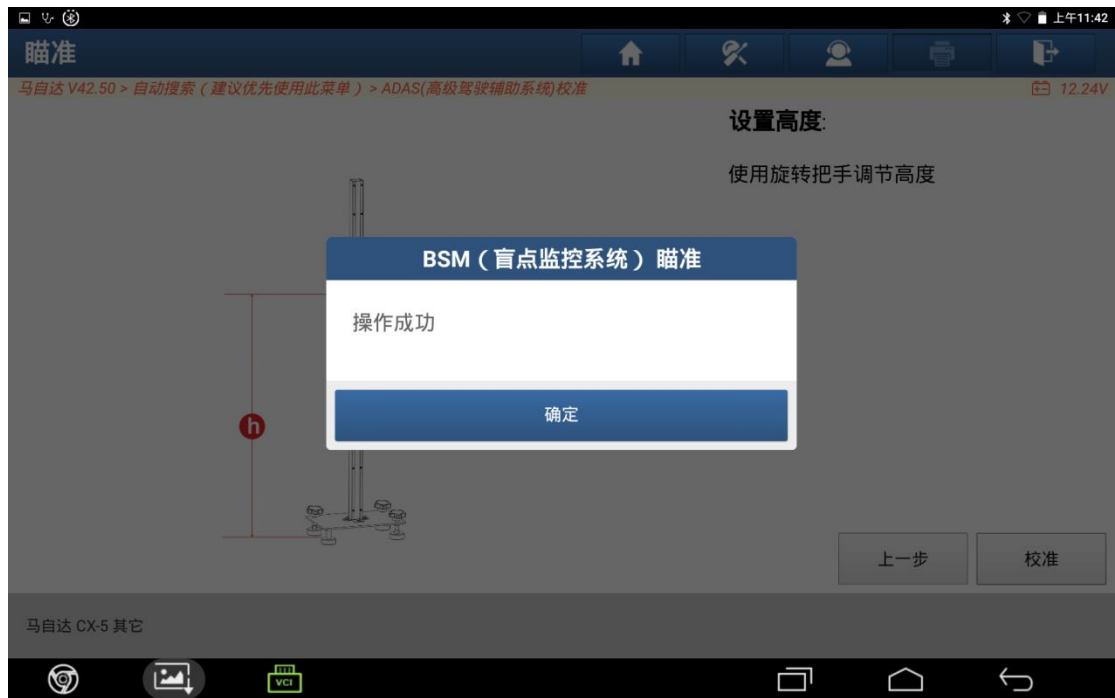 上午11:42
瞄准
马自达 V42.50 > 自动搜索（建议优先使用此菜单）> ADAS(高级驾驶辅助系统)校准
12.24V
设置高度:
使用旋转把手调节高度
BSM（盲点监控系统）瞄准
操作成功
确定
h
上一步
校准
马自达 CX-5 其它
VCI